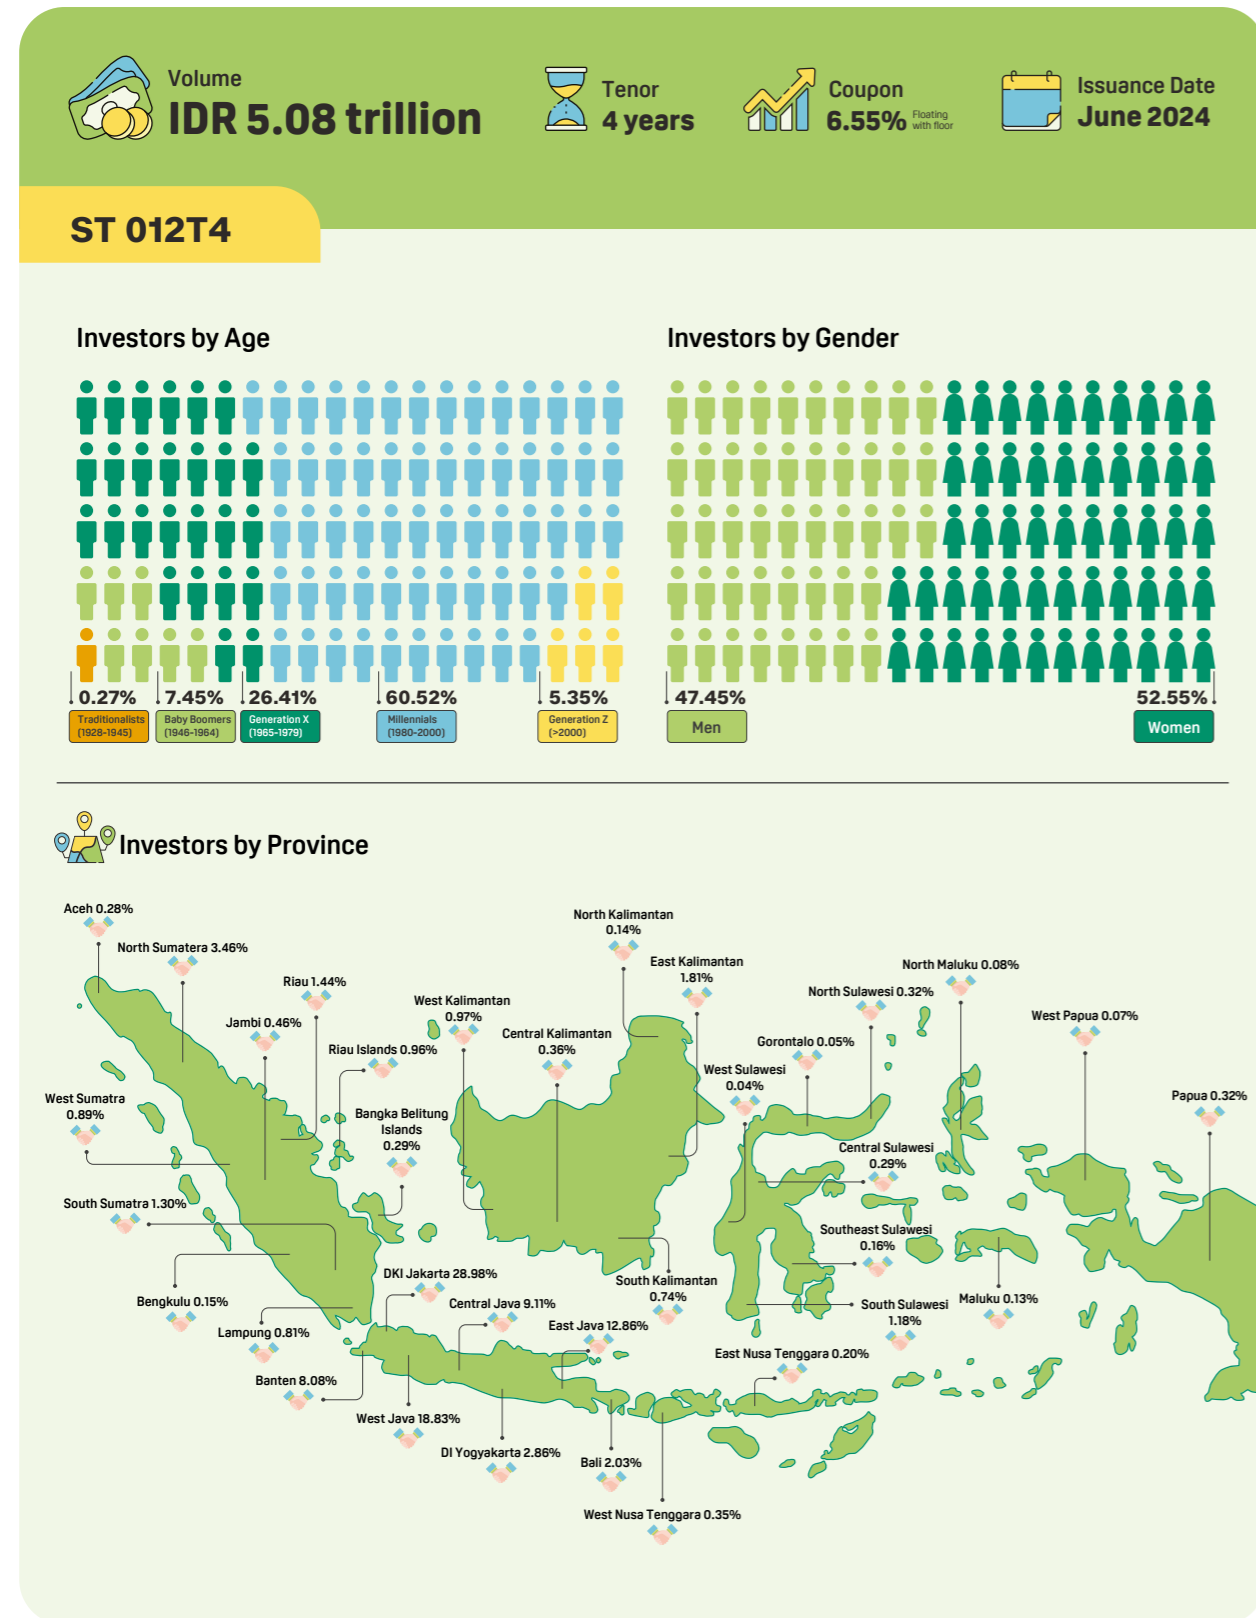 Volume
IDR 5.08 trillion
Tenor
4 years
Coupon
6.55% Floating
with floor
Issuance Date
June 2024
ST 012T4
Investors by Age
0.27%
Traditionalists
(1928-1945)
7.45%
Baby Boomers
(1946-1964)
26.41%
Generation X
(1965-1979)
60.52%
Millennials
(1980-2000)
5.35%
Generation Z
(>2000)
Investors by Gender
47.45%
Men
52.55%
Women
Investors by Province
Aceh 0.28%
North Sumatera 3.46%
Riau 1.44%
Jambi 0.46%
Riau Islands 0.96%
West Sumatra
0.89%
Bangka Belitung
Islands
0.29%
South Sumatra 1.30%
Bengkulu 0.15%
Lampung 0.81%
West Kalimantan
0.97%
Central Kalimantan
0.36%
North Kalimantan
0.14%
East Kalimantan
1.81%
South Kalimantan
0.74%
North Maluku 0.08%
North Sulawesi 0.32%
Gorontalo 0.05%
West Sulawesi
0.04%
Central Sulawesi
0.29%
Southeast Sulawesi
0.16%
South Sulawesi
1.18%
Maluku 0.13%
West Papua 0.07%
Papua 0.32%
DKI Jakarta 28.98%
Central Java 9.11%
East Java 12.86%
Banten 8.08%
West Java 18.83%
DI Yogyakarta 2.86%
Bali 2.03%
East Nusa Tenggara 0.20%
West Nusa Tenggara 0.35%